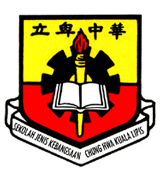 立卑中華
SEKOLAH JENIS KEBANGSAAN CHUNG HWA KUALA LIPIS